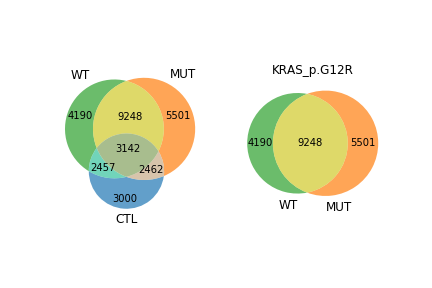 WT
MUT
4190
9248
5501
3142
2457
2462
3000
CTL
KRAS_p.G12R
4190
9248
5501
WT
MUT